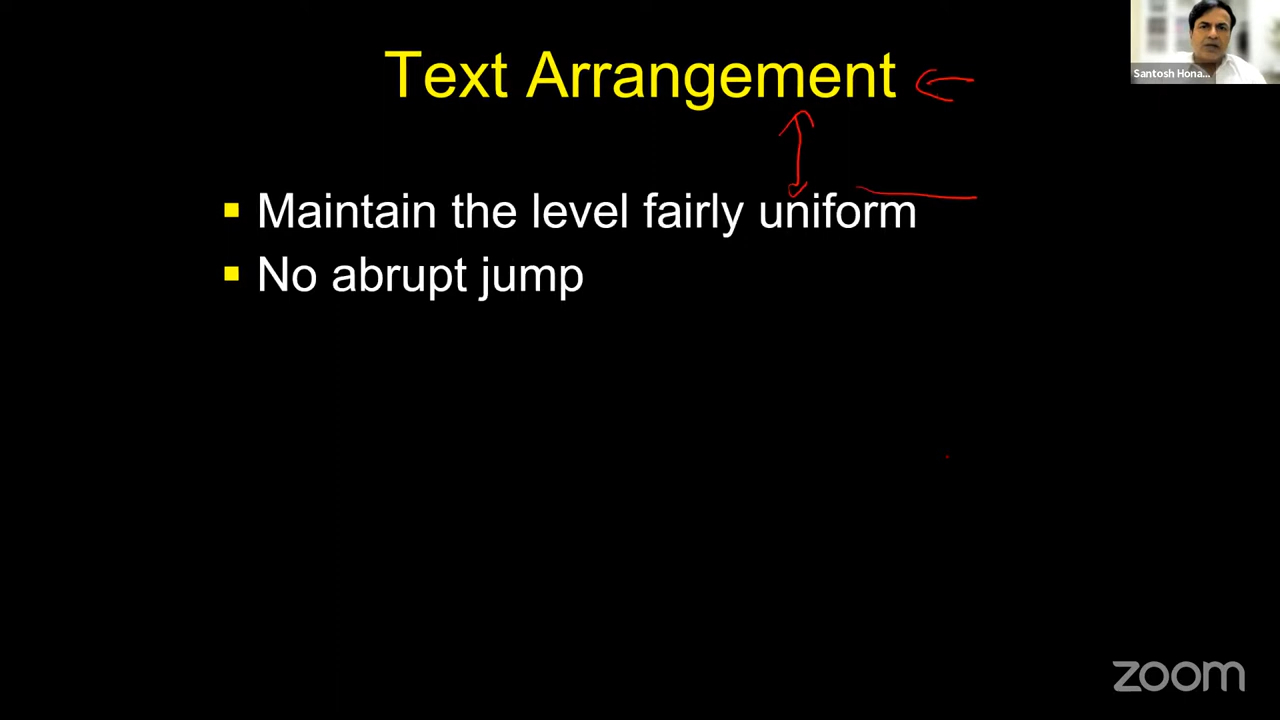 Text Arrangement
Santosh Hona...
▪ Maintain the level fairly uniform
▪ No abrupt jump
zoom